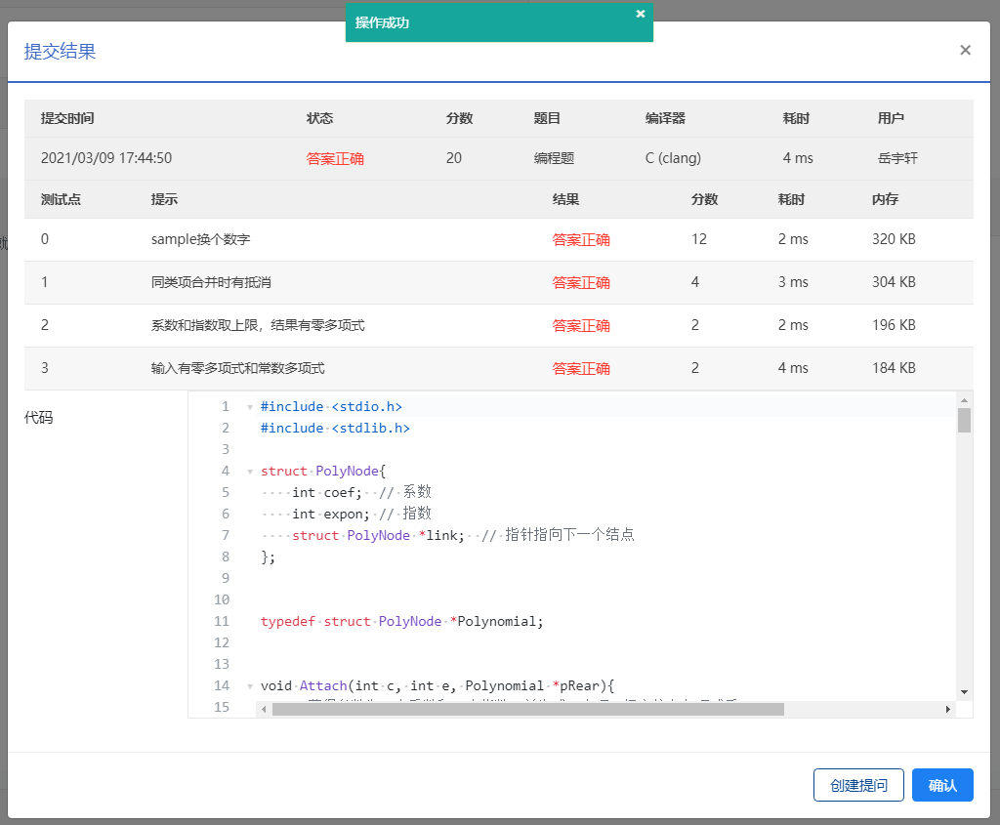 操作成功
提交结果
提交时间 状态 分数 题目 编译器 耗时 用户
2021/03/09 17:44:50 答案正确 20 编程题 C (clang) 4 ms 岳宇轩
测试点 提示 结果 分数 耗时 内存
0 sample换个数字 答案正确 12 2 ms 320 KB
1 同类项合并时有抵消 答案正确 4 3 ms 304 KB
2 系数和指数取上限，结果有零多项式 答案正确 2 2 ms 196 KB
3 输入有零多项式和常数多项式 答案正确 2 4 ms 184 KB
代码
1 #include <stdio.h>
2 #include <stdlib.h>
3
4 struct PolyNode{
5 int coef; // 系数
6 int expon; // 指数
7 struct PolyNode *link; // 指针指向下一个结点
8 };
9
10
11 typedef struct PolyNode *Polynomial;
12
13
14 void Attach(int c, int e, Polynomial *pRear){
15
创建提问 确认